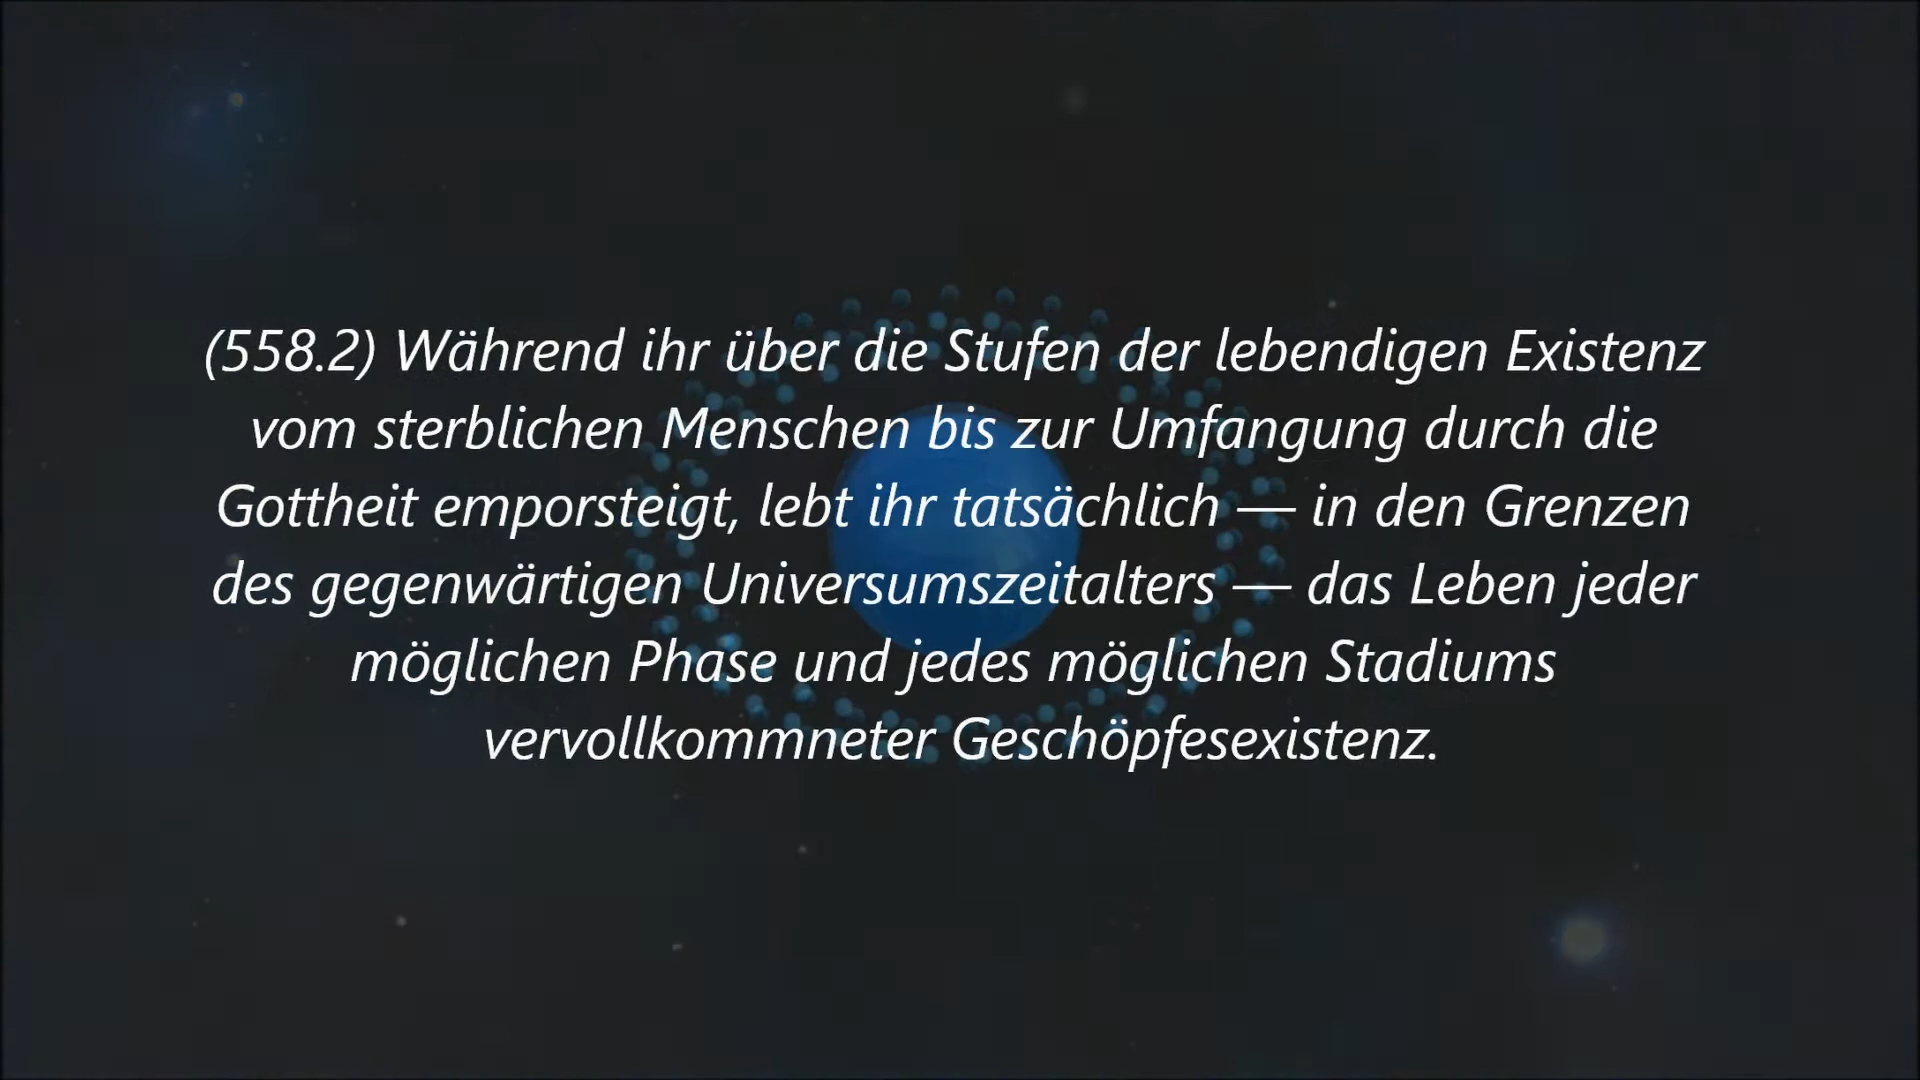 (558.2) Während ihr über die Stufen der lebendigen Existenz
vom sterblichen Menschen bis zur Umfangung durch die
Gottheit emporsteigt, lebt ihr tatsächlich — in den Grenzen
des gegenwärtigen Universumszeitalters — das Leben jeder
möglichen Phase und jedes möglichen Stadiums
vervollkommneter Geschöpfesexistenz.